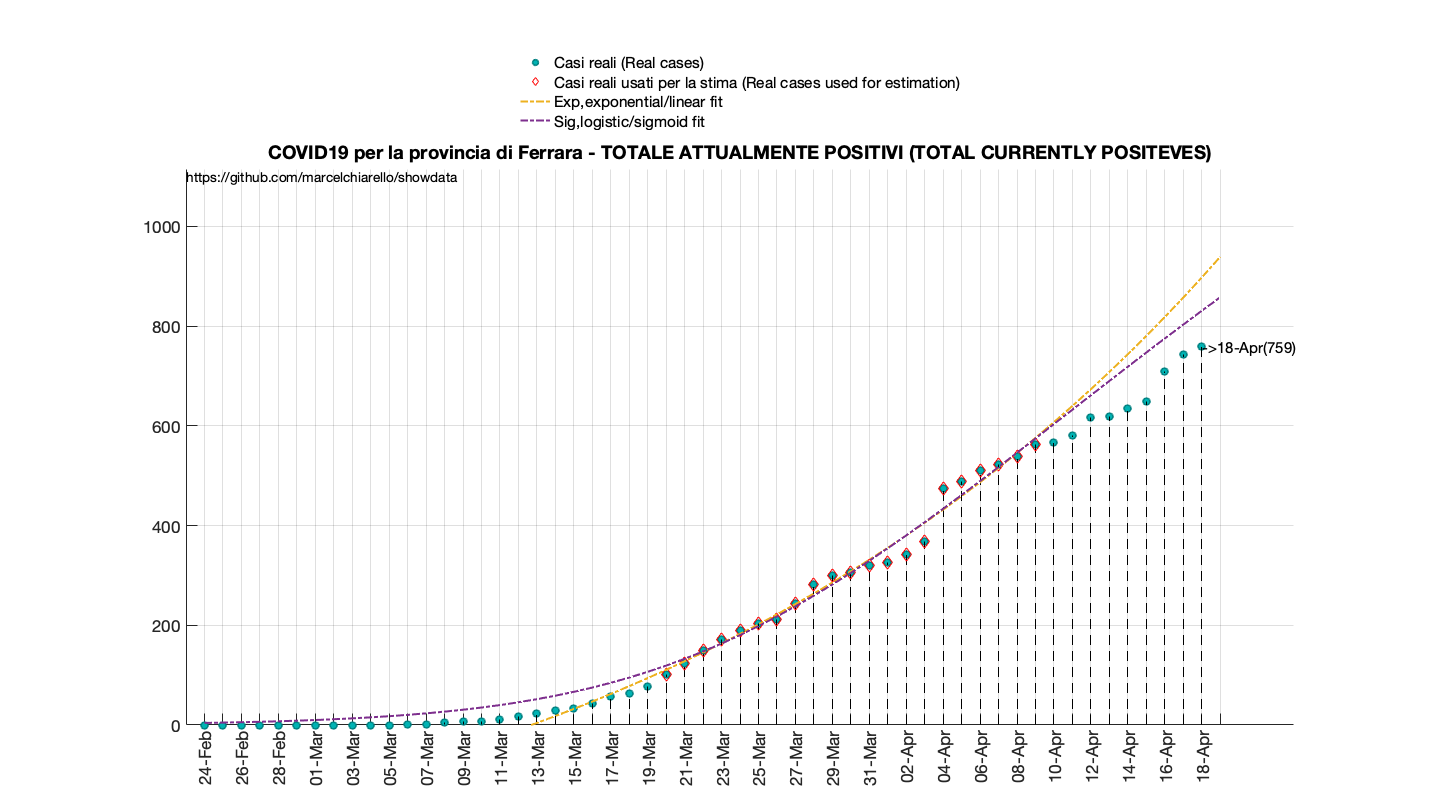 Casi reali (Real cases)
Casi reali usati per la stima (Real cases used for estimation)
Exp,exponential/linear fit
Sig,logistic/sigmoid fit
COVID19 per la provincia di Ferrara - TOTALE ATTUALMENTE POSITIVI (TOTAL CURRENTLY POSITEVES)
https://github.com/marcelchiarello/showdata
1000
800
600
400
200
0
->18-Apr(759)
24-Feb
26-Feb
28-Feb
01-Mar
03-Mar
05-Mar
07-Mar
09-Mar
11-Mar
13-Mar
15-Mar
17-Mar
19-Mar
21-Mar
23-Mar
25-Mar
27-Mar
29-Mar
31-Mar
02-Apr
04-Apr
06-Apr
08-Apr
10-Apr
12-Apr
14-Apr
16-Apr
18-Apr